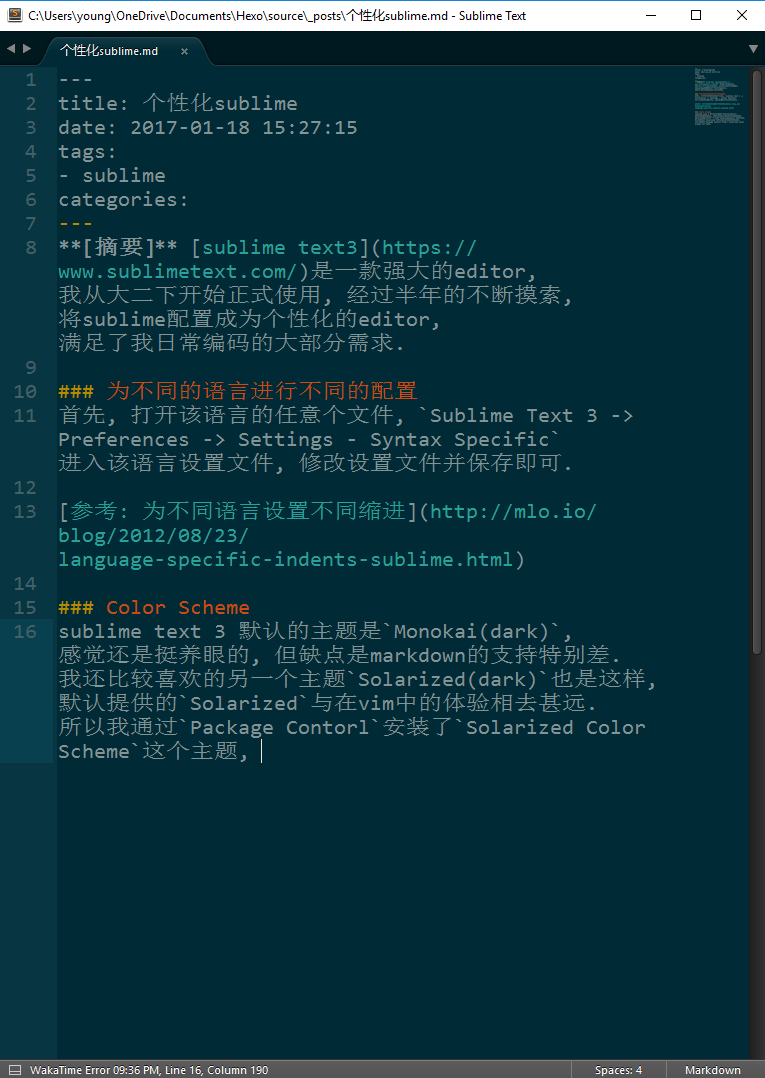 C:\Users\young\OneDrive\Documents\Hexo\source\_posts\个性化sublime.md - Sublime Text
个性化sublime.md
1 ---
2 title: 个性化sublime
3 date: 2017-01-18 15:27:15
4 tags:
5 - sublime
6 categories:
7 ---
8 **[摘要]** [sublime text3](https://
www.sublimetext.com/)是一款强大的editor,
我从大二下开始正式使用, 经过半年的不断摸索,
将sublime配置成为个性化的editor,
满足了我日常编码的大部分需求.
9
10 ### 为不同的语言进行不同的配置
11 首先, 打开该语言的任意个文件, `Sublime Text 3 ->
Preferences -> Settings - Syntax Specific`
进入该语言设置文件, 修改设置文件并保存即可.
12
13 [参考: 为不同语言设置不同缩进](http://mlo.io/
blog/2012/08/23/
language-specific-indents-sublime.html)
14
15 ### Color Scheme
16 sublime text 3 默认的主题是`Monokai(dark)`,
感觉还是挺养眼的, 但缺点是markdown的支持特别差.
我还比较喜欢的另一个主题`Solarized(dark)`也是这样,
默认提供的`Solarized`与在vim中的体验相去甚远.
所以我通过`Package Contorl`安装了`Solarized Color
Scheme`这个主题,
WakaTime Error 09:36 PM, Line 16, Column 190
Spaces: 4
Markdown